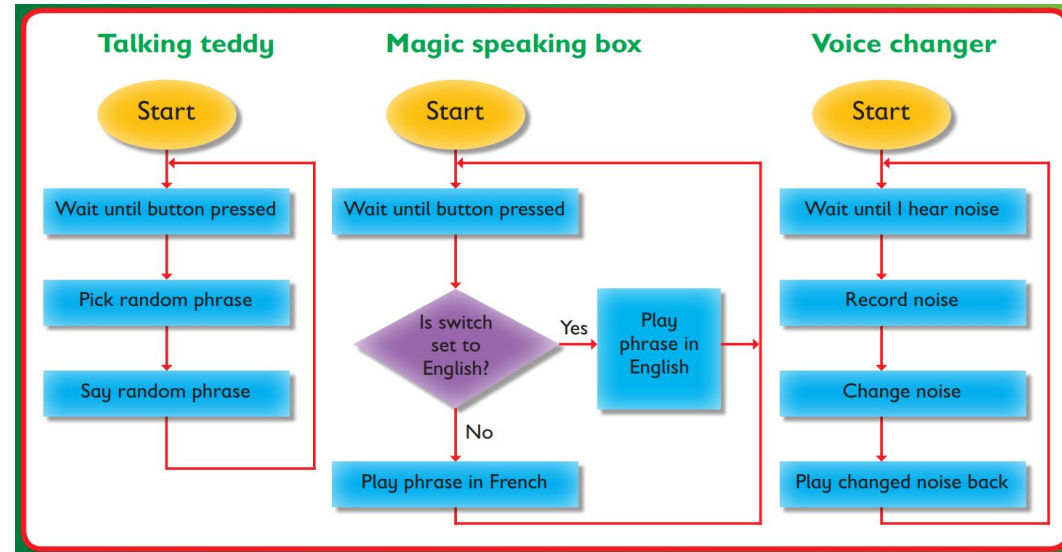 Talking teddy
Start
Wait until button pressed
Pick random phrase
Say random phrase
Magic speaking box
Start
Wait until button pressed
Is switch
set to
English?
Yes
Play
phrase in
English
No
Play phrase in French
Voice changer
Start
Wait until I hear noise
Record noise
Change noise
Play changed noise back